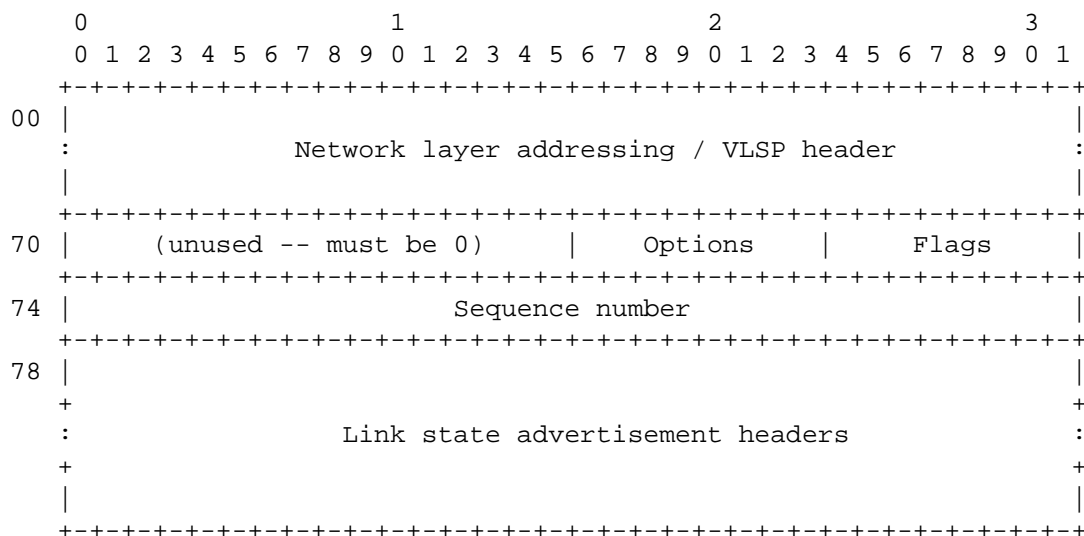 0                   1                   2                   3
 0 1 2 3 4 5 6 7 8 9 0 1 2 3 4 5 6 7 8 9 0 1 2 3 4 5 6 7 8 9 0 1
+-+-+-+-+-+-+-+-+-+-+-+-+-+-+-+-+-+-+-+-+-+-+-+-+-+-+-+-+-+-+-+-+
00 |                                                               |
:              Network layer addressing / VLSP header           :
|                                                               |
+-+-+-+-+-+-+-+-+-+-+-+-+-+-+-+-+-+-+-+-+-+-+-+-+-+-+-+-+-+-+-+-+
70 |     (unused -- must be 0)     |    Options    |     Flags     |
+-+-+-+-+-+-+-+-+-+-+-+-+-+-+-+-+-+-+-+-+-+-+-+-+-+-+-+-+-+-+-+-+
74 |                        Sequence number                        |
+-+-+-+-+-+-+-+-+-+-+-+-+-+-+-+-+-+-+-+-+-+-+-+-+-+-+-+-+-+-+-+-+
78 |                                                               |
+                                                               +
:                 Link state advertisement headers              :
+                                                               +
|                                                               |
+-+-+-+-+-+-+-+-+-+-+-+-+-+-+-+-+-+-+-+-+-+-+-+-+-+-+-+-+-+-+-+-+